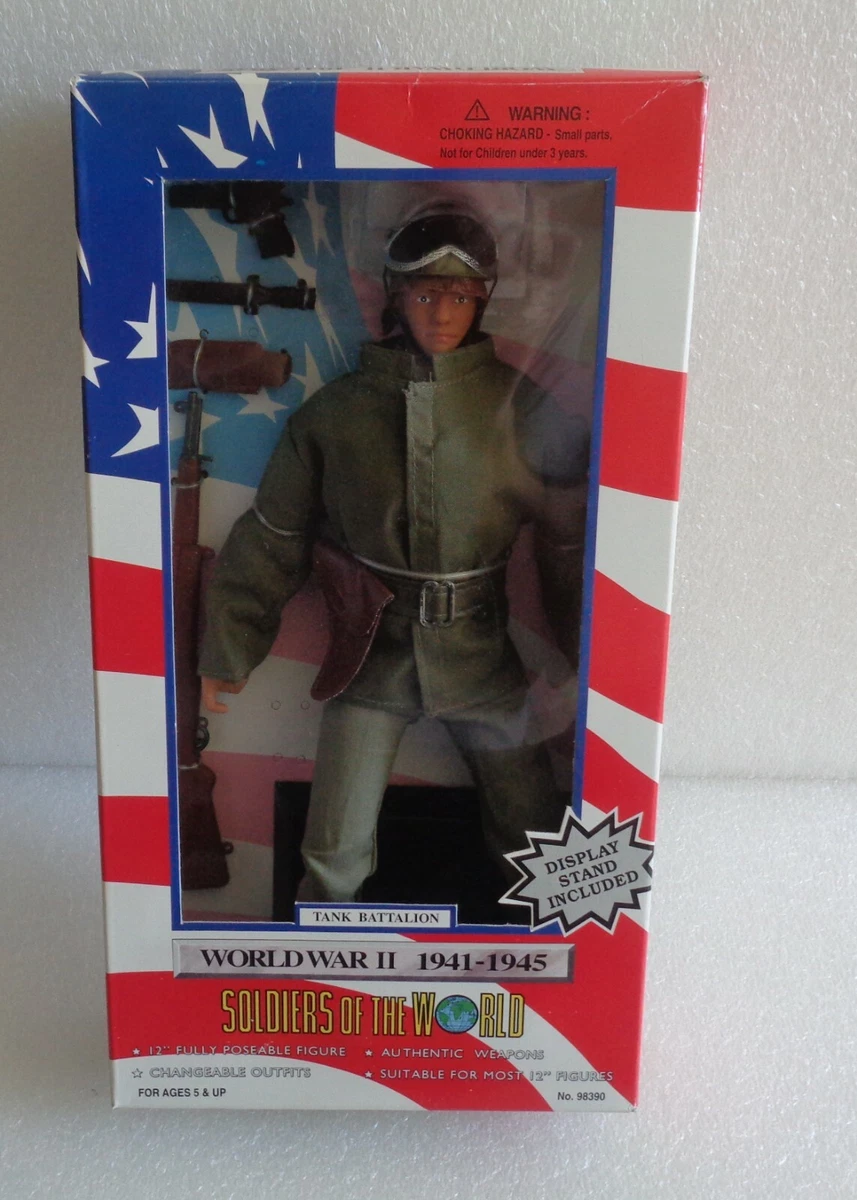 WARNING :
CHOKING HAZARD - Small parts,
Not for Children under 3 years.
DISPLAY
STAND
INCLUDED
TANK BATTALION
WORLD WAR II 1941-1945
SOLDIERS OF THE WORLD
★ 12" FULLY POSEABLE FIGURE ★ AUTHENTIC WEAPONS
☆ CHANGEABLE OUTFITS ★ SUITABLE FOR MOST 12" FIGURES
FOR AGES 5 & UP No. 98390